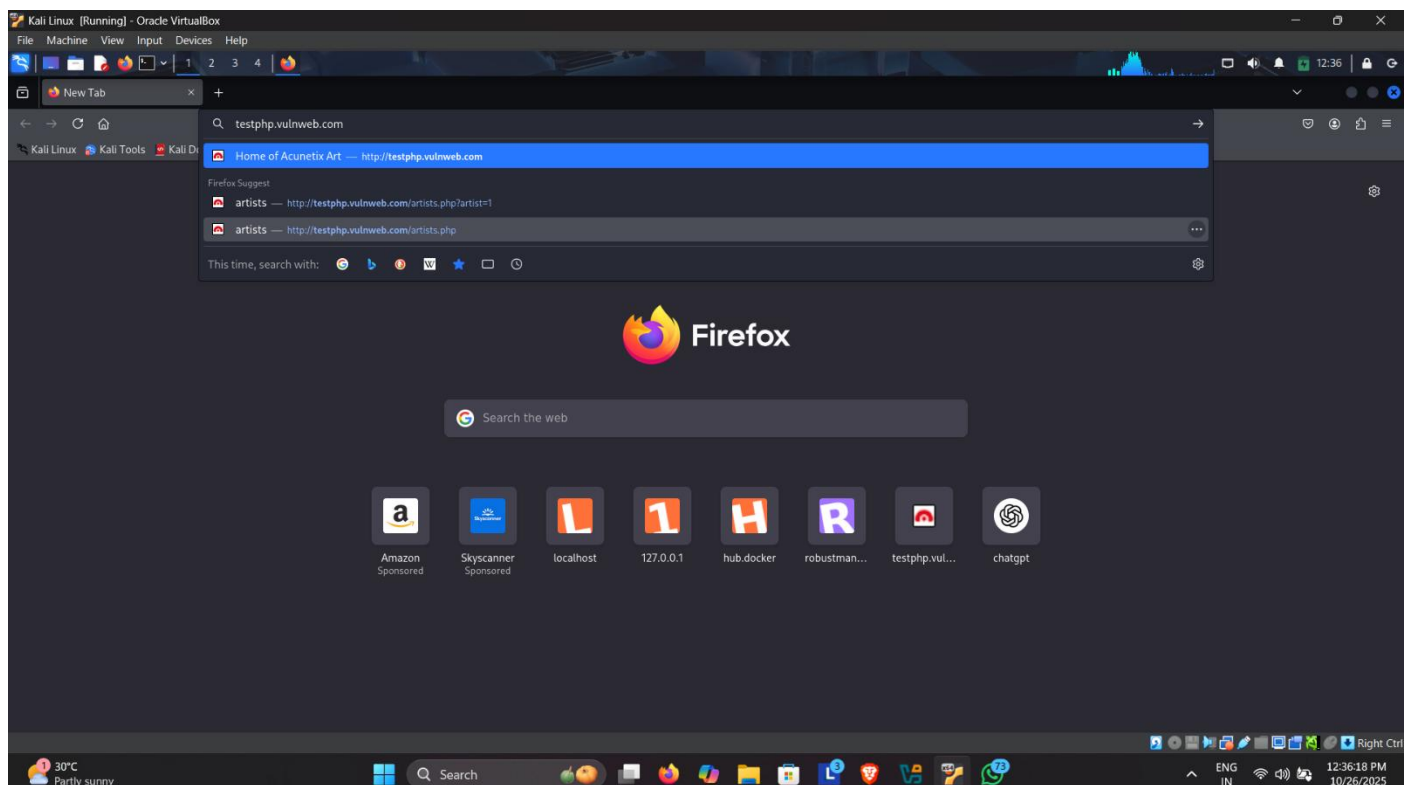 Kali Linux [Running] - Oracle VirtualBox
File Machine View Input Devices Help
1 2 3 4
12:36
New Tab
testphp.vulnweb.com
Kali Linux Kali Tools Kali Do
Home of Acunetix Art — http://testphp.vulnweb.com
Firefox Suggest
artists — http://testphp.vulnweb.com/artists.php?artist=1
artists — http://testphp.vulnweb.com/artists.php
This time, search with:
Firefox
Search the web
Amazon Skyscanner localhost 127.0.0.1 hub.docker robustman... testphp.vul... chatgpt
Sponsored Sponsored
Right Ctrl
30°C
Partly sunny
Search
ENG
IN
12:36:18 PM
10/26/2025